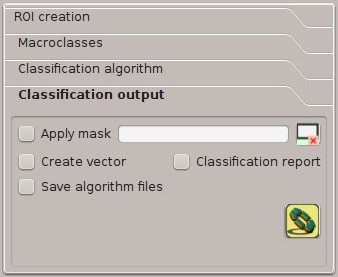 ROI creation
Macroclasses
Classification algorithm
Classification output
Apply mask
Create vector
Classification report
Save algorithm files